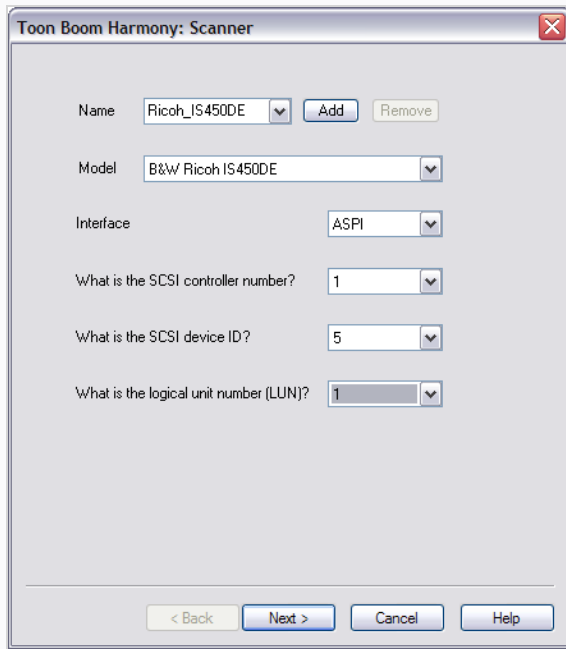 Toon Boom Harmony: Scanner
Name Ricoh_IS450DE Add Remove
Model B&W Ricoh IS450DE
Interface ASPI
What is the SCSI controller number? 1
What is the SCSI device ID? 5
What is the logical unit number (LUN)? 1
< Back Next > Cancel Help